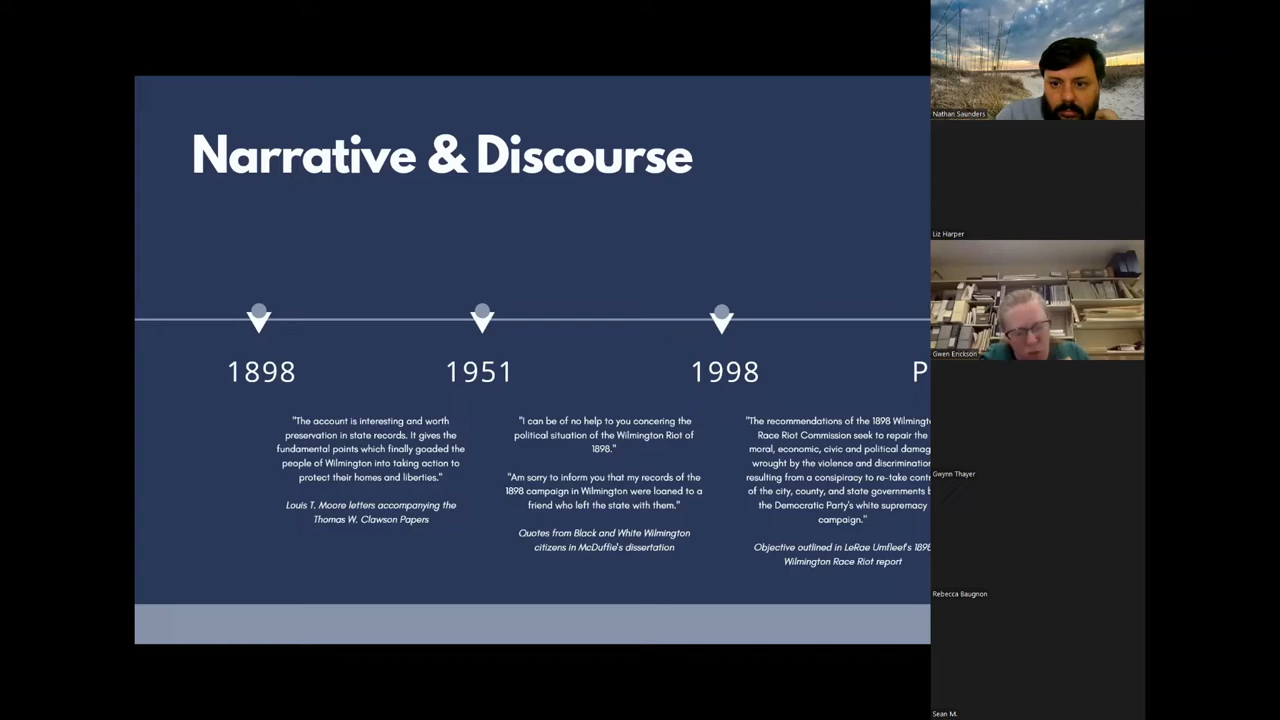 Narrative & Discourse
1898
1951
1998
P
"The account is interesting and worth
preservation in state records. It gives the
fundamental points which finally goaded the
people of Wilmington into taking action to
protect their homes and liberties."
Louis T. Moore letters accompanying the
Thomas W. Clawson Papers
"I can be of no help to you concering the
political situation of the Wilmington Riot of
1898."
"Am sorry to inform you that my records of the
1898 campaign in Wilmington were loaned to a
friend who left the state with them."
Quotes from Black and White Wilmington
citizens in McDuffie's dissertation
"The recommendations of the 1898 Wilmingt
Race Riot Commission seek to repair the
moral, economic, civic and political damag
wrought by the violence and discrimination
resulting from a conspiracy to re-take contr
of the city, county, and state governments b
the Democratic Party's white supremacy
campaign."
Objective outlined in LeRae Umfleet's 1898
Wilmington Race Riot report
Nathan Saunders
Liz Harper
Gwen Erickson
Gwynn Thayer
Rebecca Baugnon
Sean M.